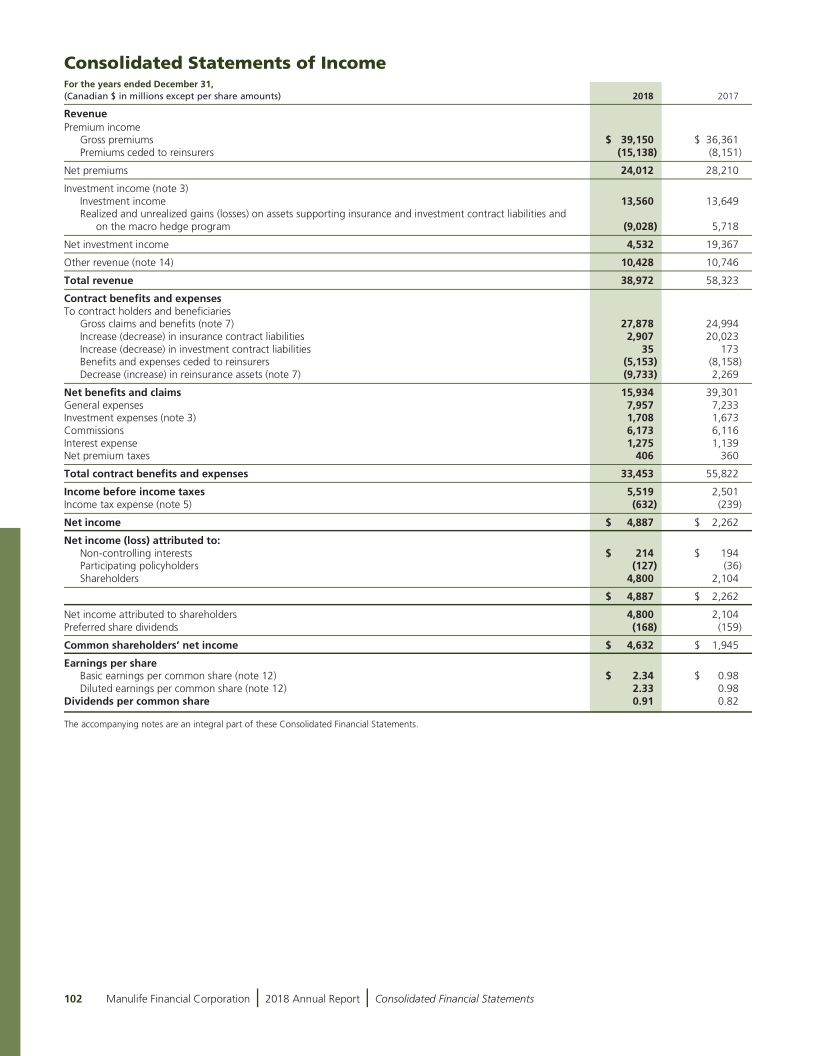 Consolidated Statements of Income
For the years ended December 31,
(Canadian $ in millions except per share amounts) 2018 2017
Revenue
Premium income
Gross premiums $ 39,150 $ 36,361
Premiums ceded to reinsurers (15,138) (8,151)
Net premiums 24,012 28,210
Investment income (note 3)
Investment income 13,560 13,649
Realized and unrealized gains (losses) on assets supporting insurance and investment contract liabilities and
on the macro hedge program (9,028) 5,718
Net investment income 4,532 19,367
Other revenue (note 14) 10,428 10,746
Total revenue 38,972 58,323
Contract benefits and expenses
To contract holders and beneficiaries
Gross claims and benefits (note 7) 27,878 24,994
Increase (decrease) in insurance contract liabilities 2,907 20,023
Increase (decrease) in investment contract liabilities 35 173
Benefits and expenses ceded to reinsurers (5,153) (8,158)
Decrease (increase) in reinsurance assets (note 7) (9,733) 2,269
Net benefits and claims 15,934 39,301
General expenses 7,957 7,233
Investment expenses (note 3) 1,708 1,673
Commissions 6,173 6,116
Interest expense 1,275 1,139
Net premium taxes 406 360
Total contract benefits and expenses 33,453 55,822
Income before income taxes 5,519 2,501
Income tax expense (note 5) (632) (239)
Net income $ 4,887 $ 2,262
Net income (loss) attributed to:
Non-controlling interests $ 214 $ 194
Participating policyholders (127) (36)
Shareholders 4,800 2,104
$ 4,887 $ 2,262
Net income attributed to shareholders 4,800 2,104
Preferred share dividends (168) (159)
Common shareholders' net income $ 4,632 $ 1,945
Earnings per share
Basic earnings per common share (note 12) $ 2.34 $ 0.98
Diluted earnings per common share (note 12) 2.33 0.98
Dividends per common share 0.91 0.82
The accompanying notes are an integral part of these Consolidated Financial Statements.
102 Manulife Financial Corporation | 2018 Annual Report | Consolidated Financial Statements